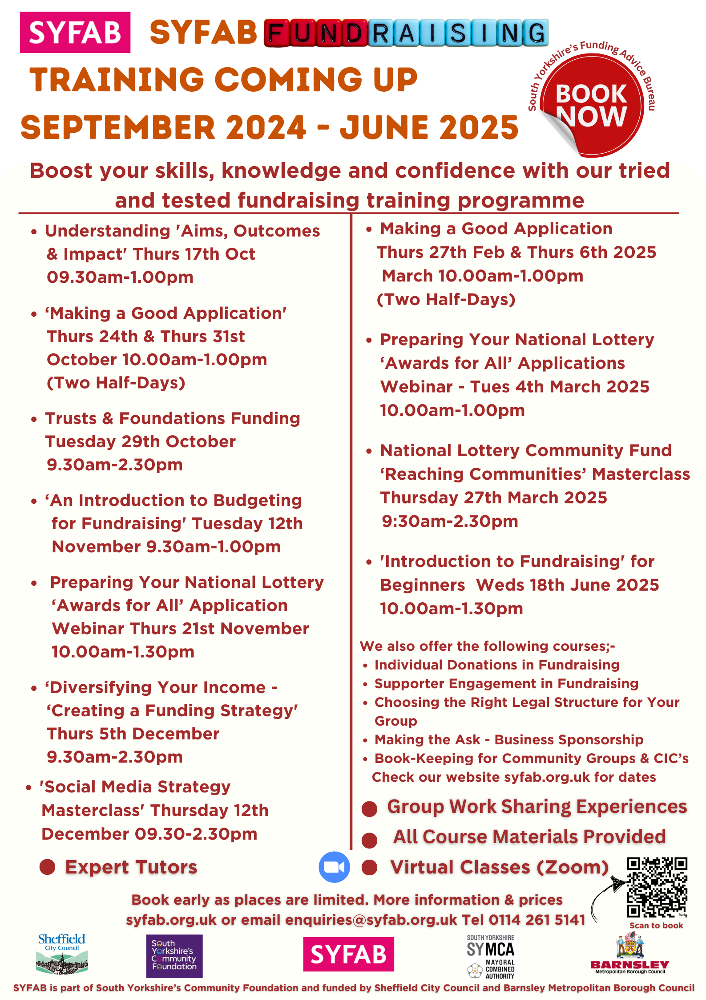 SYFAB
SYFAB FUNDRAISING
TRAINING COMING UP
SEPTEMBER 2024 - JUNE 2025
South Yorkshire's Funding Advice Bureau
BOOK
NOW
Boost your skills, knowledge and confidence with our tried
and tested fundraising training programme
• Understanding 'Aims, Outcomes
& Impact' Thurs 17th Oct
09.30am-1.00pm
• ‘Making a Good Application'
Thurs 24th & Thurs 31st
October 10.00am-1.00pm
(Two Half-Days)
• Trusts & Foundations Funding
Tuesday 29th October
9.30am-2.30pm
• ‘An Introduction to Budgeting
for Fundraising' Tuesday 12th
November 9.30am-1.00pm
• Preparing Your National Lottery
‘Awards for All’ Application
Webinar Thurs 21st November
10.00am-1.30pm
• ‘Diversifying Your Income -
‘Creating a Funding Strategy'
Thurs 5th December
9.30am-2.30pm
• 'Social Media Strategy
Masterclass' Thursday 12th
December 09.30-2.30pm
• Expert Tutors
• Making a Good Application
Thurs 27th Feb & Thurs 6th 2025
March 10.00am-1.00pm
(Two Half-Days)
• Preparing Your National Lottery
‘Awards for All’ Applications
Webinar - Tues 4th March 2025
10.00am-1.00pm
• National Lottery Community Fund
‘Reaching Communities’ Masterclass
Thursday 27th March 2025
9:30am-2.30pm
• 'Introduction to Fundraising' for
Beginners  Weds 18th June 2025
10.00am-1.30pm
We also offer the following courses;-
• Individual Donations in Fundraising
• Supporter Engagement in Fundraising
• Choosing the Right Legal Structure for Your
Group
• Making the Ask - Business Sponsorship
• Book-Keeping for Community Groups & CIC’s
Check our website syfab.org.uk for dates
• Group Work Sharing Experiences
• All Course Materials Provided
• Virtual Classes (Zoom)
bitly
Scan to book
Book early as places are limited. More information & prices
syfab.org.uk or email enquiries@syfab.org.uk Tel 0114 261 5141
Sheffield
City Council
South
Yorkshire's
Community
Foundation
SYFAB
SOUTH YORKSHIRE
SYMCA
MAYORAL
COMBINED
AUTHORITY
BARNSLEY
Metropolitan Borough Council
SYFAB is part of South Yorkshire’s Community Foundation and funded by Sheffield City Council and Barnsley Metropolitan Borough Council